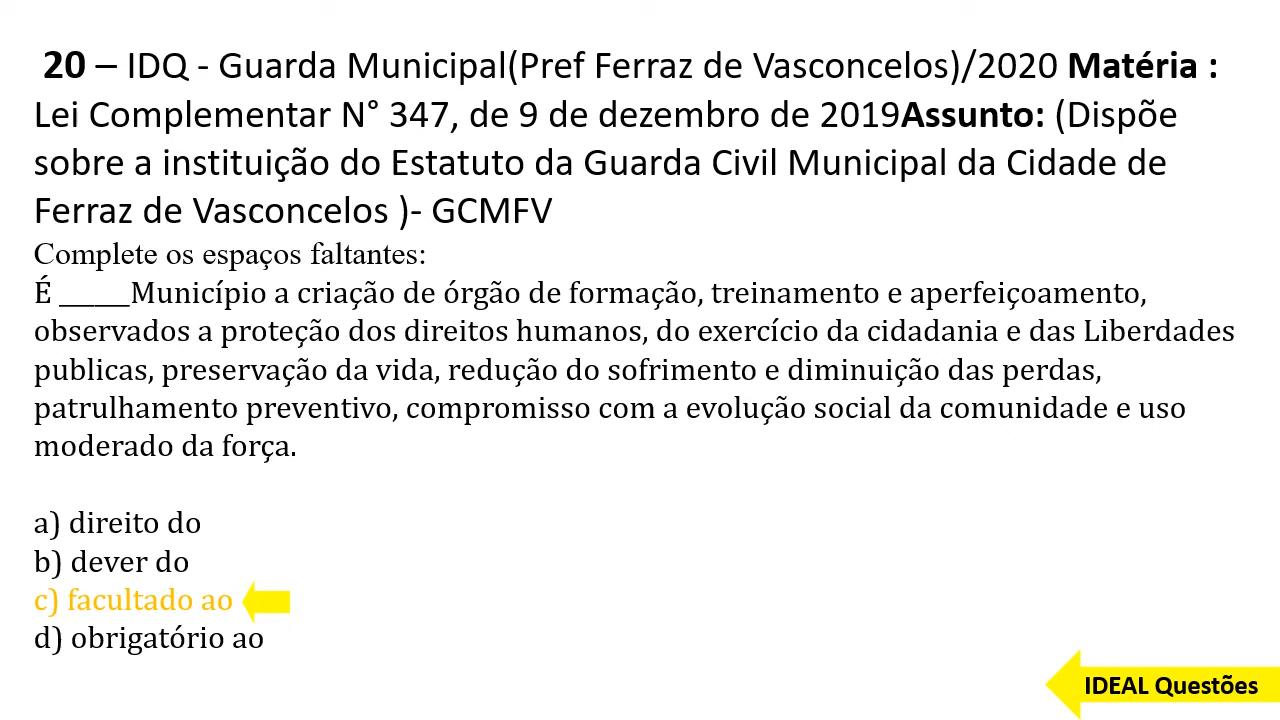 20 – IDQ - Guarda Municipal(Pref Ferraz de Vasconcelos)/2020 Matéria :
Lei Complementar N° 347, de 9 de dezembro de 2019Assunto: (Dispõe
sobre a instituição do Estatuto da Guarda Civil Municipal da Cidade de
Ferraz de Vasconcelos )- GCMFV
Complete os espaços faltantes:
É _____Município a criação de órgão de formação, treinamento e aperfeiçoamento,
observados a proteção dos direitos humanos, do exercício da cidadania e das Liberdades
publicas, preservação da vida, redução do sofrimento e diminuição das perdas,
patrulhamento preventivo, compromisso com a evolução social da comunidade e uso
moderado da força.
a) direito do
b) dever do
c) facultado ao
d) obrigatório ao
IDEAL Questões